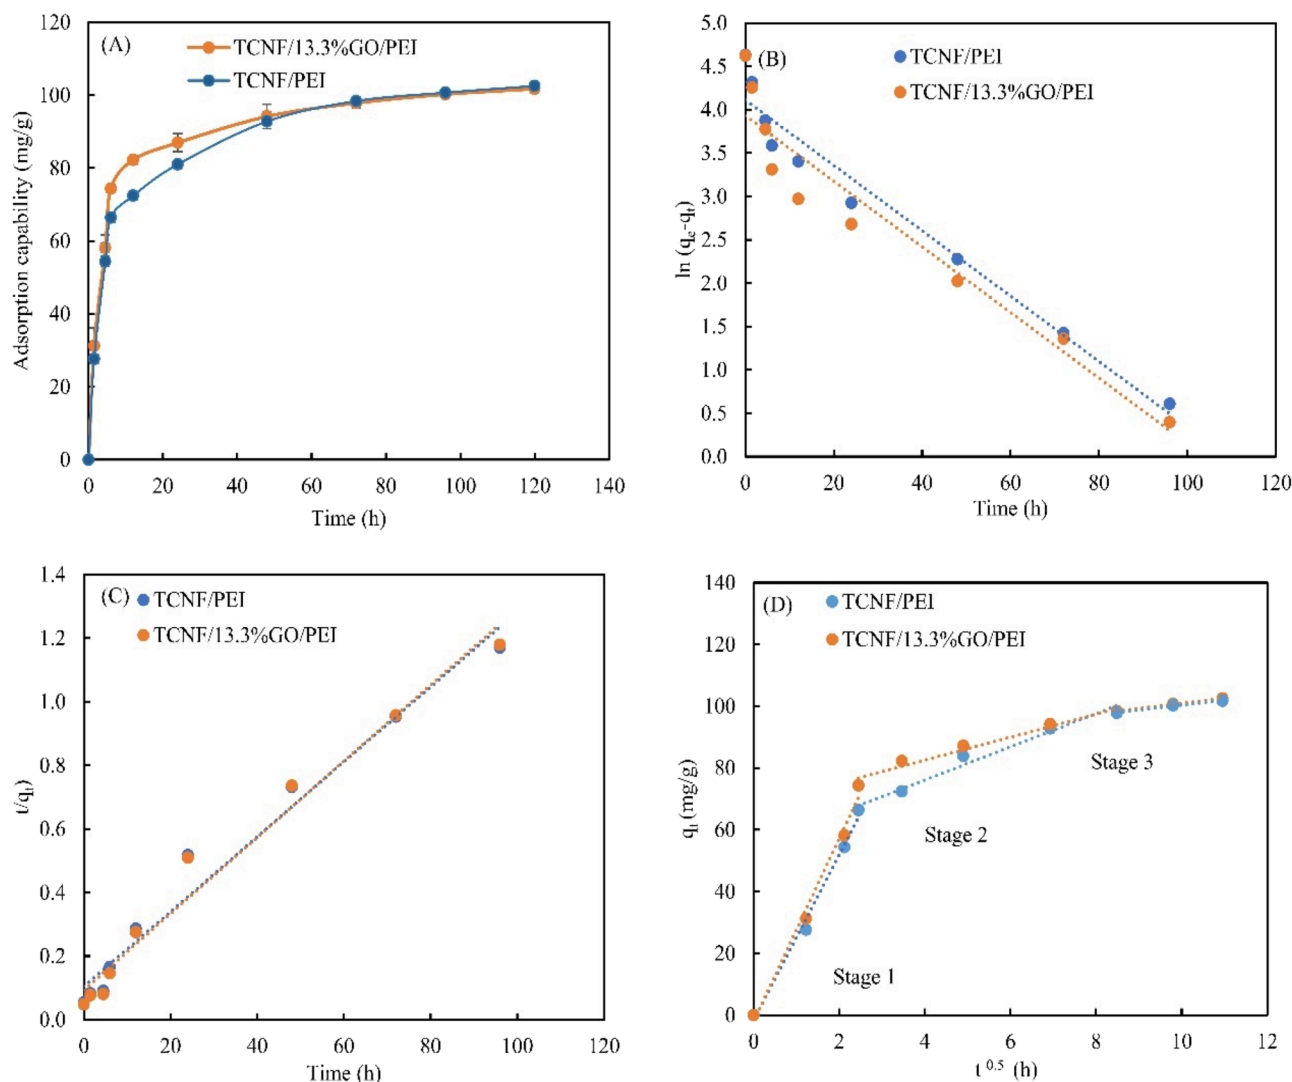 (A)
TCNF/13.3%GO/PEI
TCNF/PEI
Adsorption capability (mg/g)
120
100
80
60
40
20
0
0 20 40 60 80 100 120 140
Time (h)
(B)
TCNF/PEI
TCNF/13.3%GO/PEI
ln (qe-qt)
5.0
4.5
4.0
3.5
3.0
2.5
2.0
1.5
1.0
0.5
0.0
0 20 40 60 80 100 120
Time (h)
(C)
TCNF/PEI
TCNF/13.3%GO/PEI
t/qt)
1.4
1.2
1.0
0.8
0.6
0.4
0.2
0.0
0 20 40 60 80 100 120
Time (h)
(D)
TCNF/PEI
TCNF/13.3%GO/PEI
qt (mg/g)
140
120
100
80
60
40
20
0
Stage 3
Stage 2
Stage 1
0 2 4 6 8 10 12
t 0.5 (h)